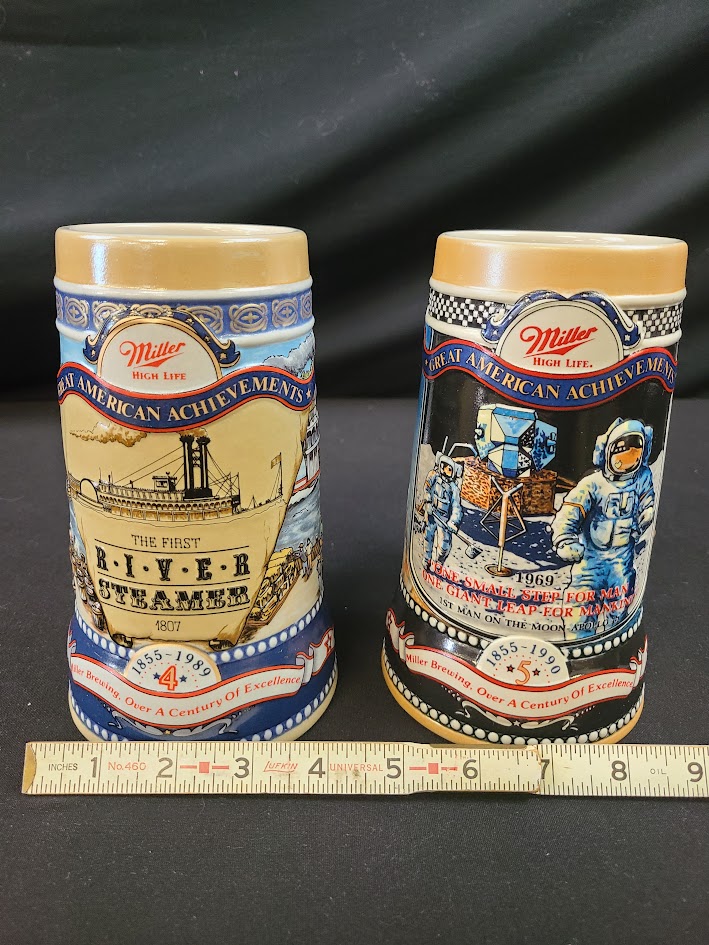 Miller
HIGH LIFE
GREAT AMERICAN ACHIEVEMENTS
THE FIRST
R·I·V·E·R
STEAMER
1807
1855-1989
4
Miller Brewing, Over A Century Of Excellence
Miller
HIGH LIFE.
GREAT AMERICAN ACHIEVEMENTS
1969
ONE SMALL STEP FOR MAN
ONE GIANT LEAP FOR MANKIND
1ST MAN ON THE MOON-APOLLO
1855-1990
5
Miller Brewing, Over A Century Of Excellence
INCHES 1 No.460 2 3 LUFKIN 4 UNIVERSAL 5 6 7 8 OIL 9